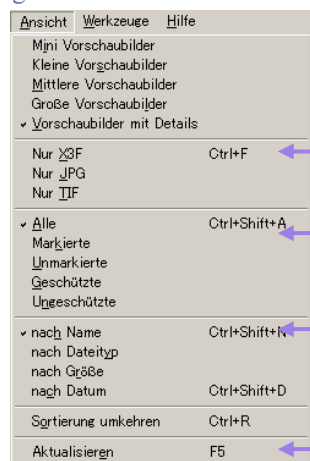 Ansicht Werkzeuge Hilfe
Mini Vorschaubilder
Kleine Vorschaubilder
Mittlere Vorschaubilder
Große Vorschaubilder
Vorschaubilder mit Details
Nur X3F Ctrl+F
Nur JPG
Nur TIF
Alle Ctrl+Shift+A
Markierte
Unmarkierte
Geschützte
Ungeschützte
nach Name Ctrl+Shift+N
nach Dateityp
nach Größe
nach Datum Ctrl+Shift+D
Sortierung umkehren Ctrl+R
Aktualisieren F5